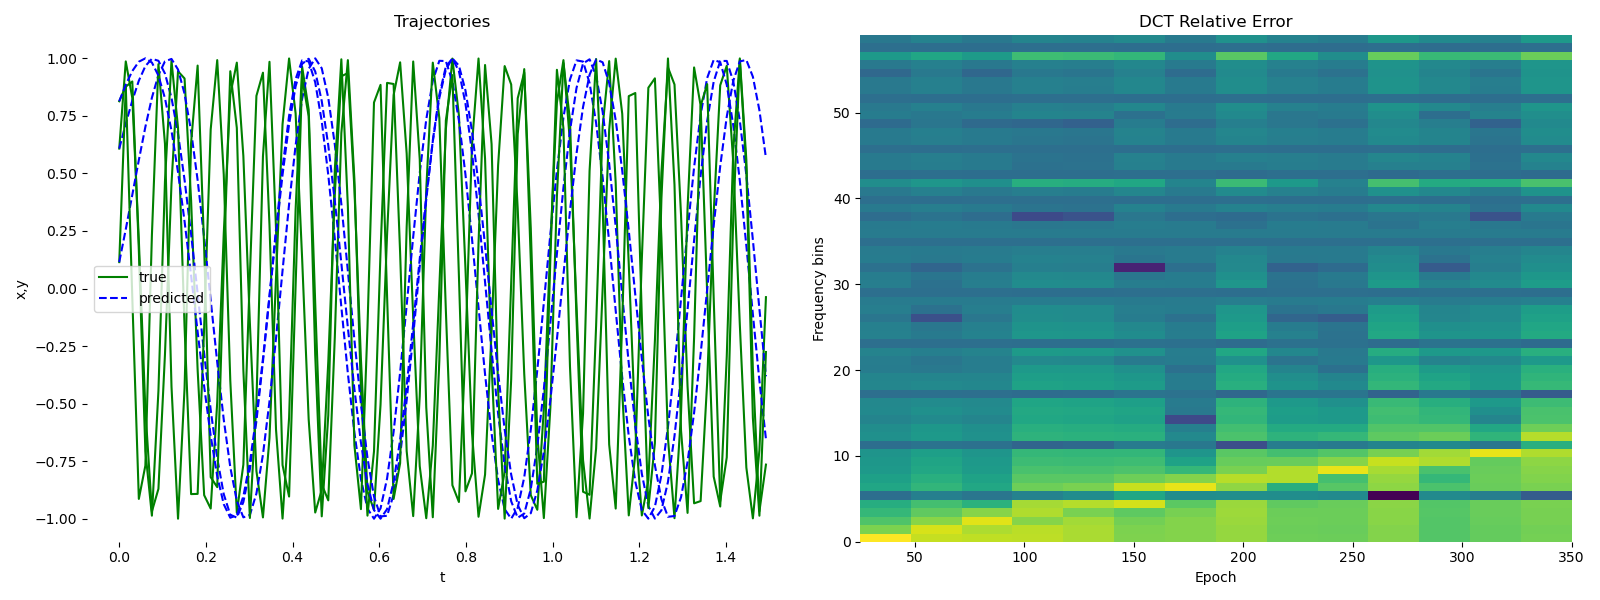 Trajectories
1.00
0.75
0.50
0.25
0.00
−0.25
−0.50
−0.75
−1.00
x,y
true
predicted
0.0 0.2 0.4 0.6 0.8 1.0 1.2 1.4
t
DCT Relative Error
50
40
30
20
10
0
Frequency bins
50 100 150 200 250 300 350
Epoch